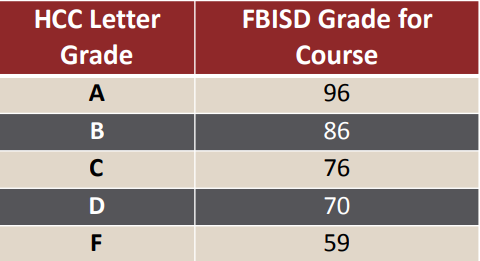 HCC Letter Grade
FBISD Grade for Course
A 96
B 86
C 76
D 70
F 59